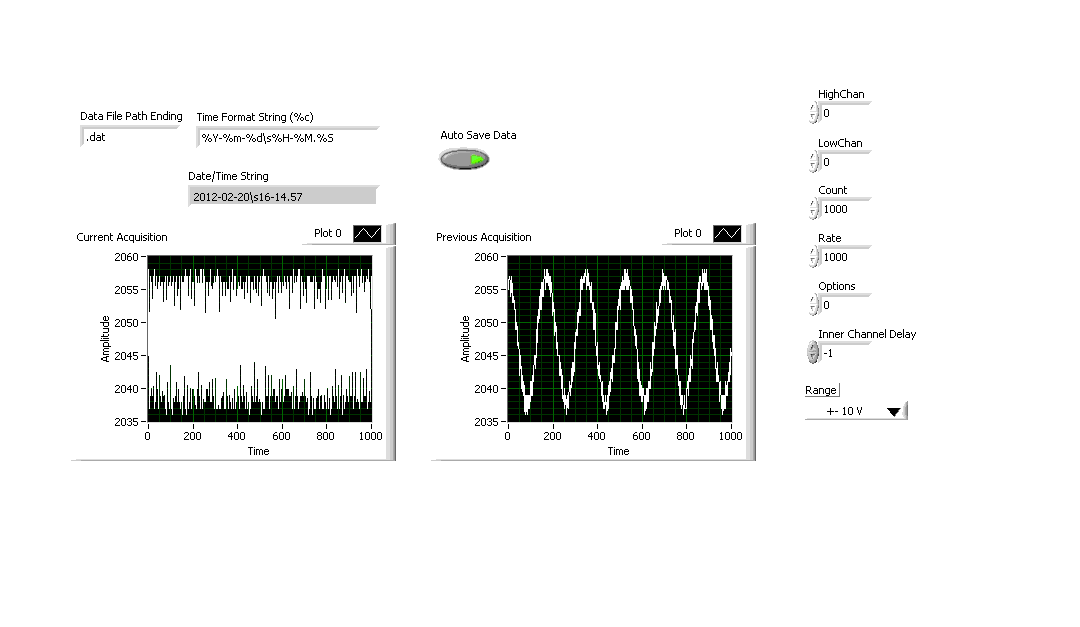 Data File Path Ending
.dat
Time Format String (%c)
%Y-%m-%d\s%H-%M.%S
Date/Time String
2012-02-20\s16-14.57
Auto Save Data
Current Acquisition
Plot 0
2060
2055
2050
2045
2040
2035
Amplitude
0
200
400
600
800
1000
Time
Previous Acquisition
Plot 0
2060
2055
2050
2045
2040
2035
Amplitude
0
200
400
600
800
1000
Time
HighChan
0
LowChan
0
Count
1000
Rate
1000
Options
0
Inner Channel Delay
-1
Range
+- 10 V